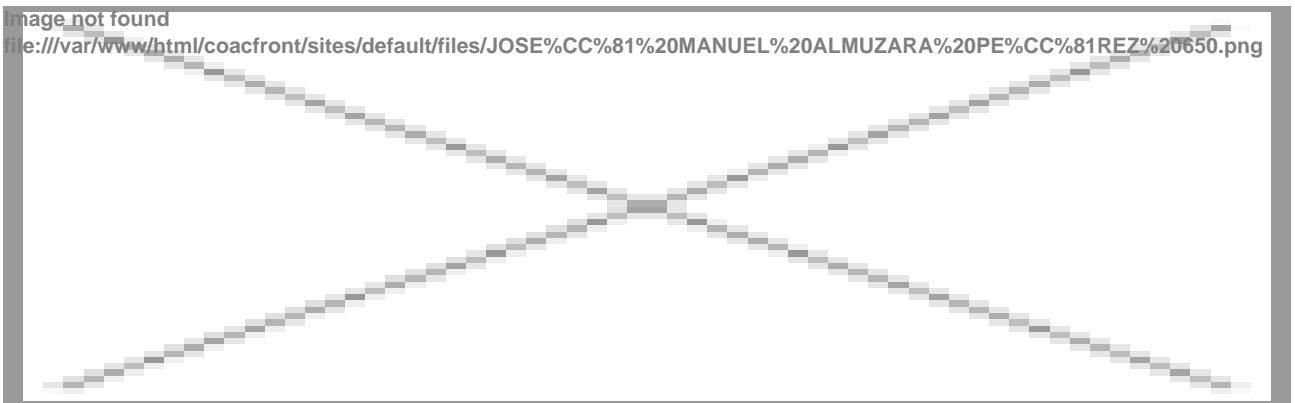 Image not found
file:///var/www/html/coacfront/sites/default/files/JOSE%CC%81%20MANUEL%20ALMUZARA%20PE%CC%81REZ%20650.png